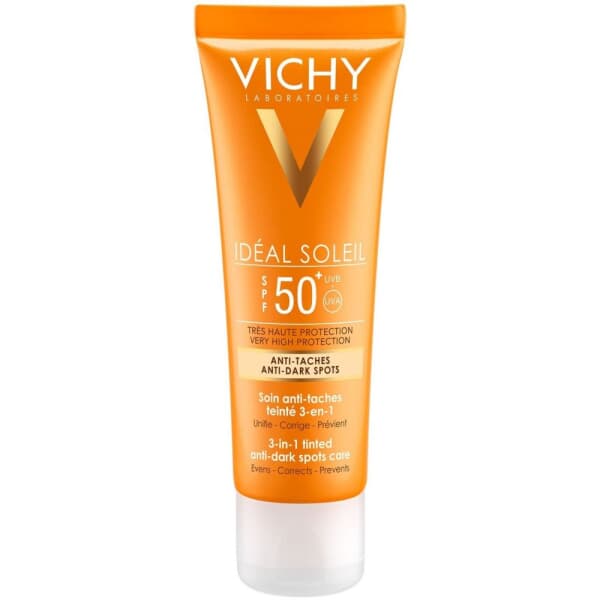 VICHY
LABORATOIRES
IDÉAL SOLEIL
SPF 50+ UVB UVA
TRÈS HAUTE PROTECTION
VERY HIGH PROTECTION
ANTI-TACHES
ANTI-DARK SPOTS
Soin anti-taches
teinté 3-en-1
Unifie - Corrige - Prévient
3-in-1 tinted
anti-dark spots care
Evens - Corrects - Prevents